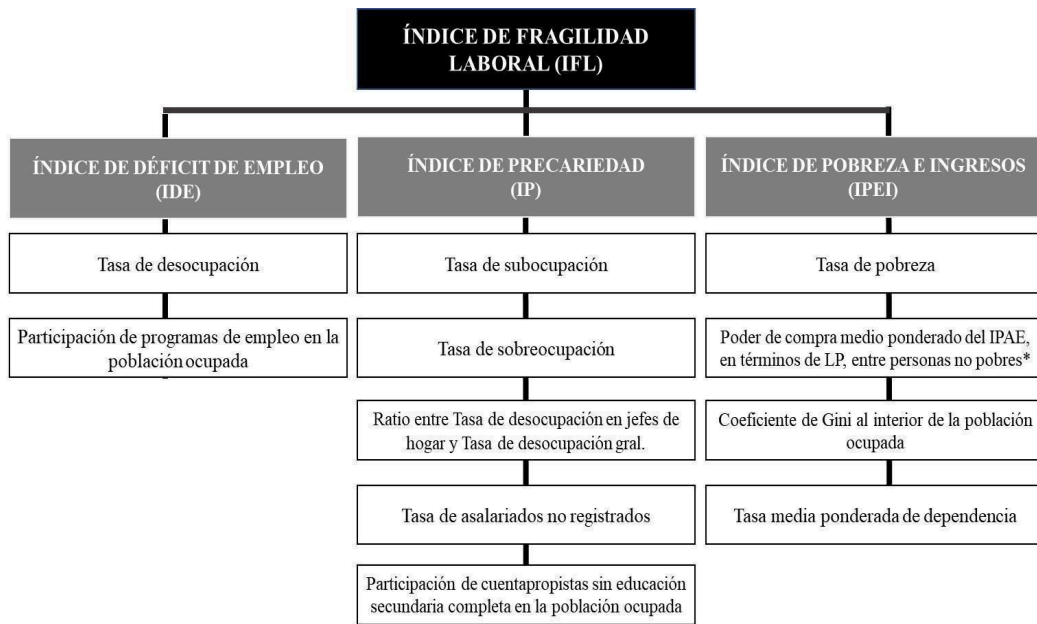 ÍNDICE DE FRAGILIDAD
LABORAL (IFL)
ÍNDICE DE DÉFICIT DE EMPLEO
(IDE)
Tasa de desocupación
Participación de programas de empleo en la
población ocupada
ÍNDICE DE PRECARIEDAD
(IP)
Tasa de subocupación
Tasa de sobreocupación
Ratio entre Tasa de desocupación en jefes de
hogar y Tasa de desocupación gral.
Tasa de asalariados no registrados
Participación de cuentapropistas sin educación
secundaria completa en la población ocupada
ÍNDICE DE POBREZA E INGRESOS
(IPEI)
Tasa de pobreza
Poder de compra medio ponderado del IPAE,
en términos de LP, entre personas no pobres*
Coeficiente de Gini al interior de la población
ocupada
Tasa media ponderada de dependencia